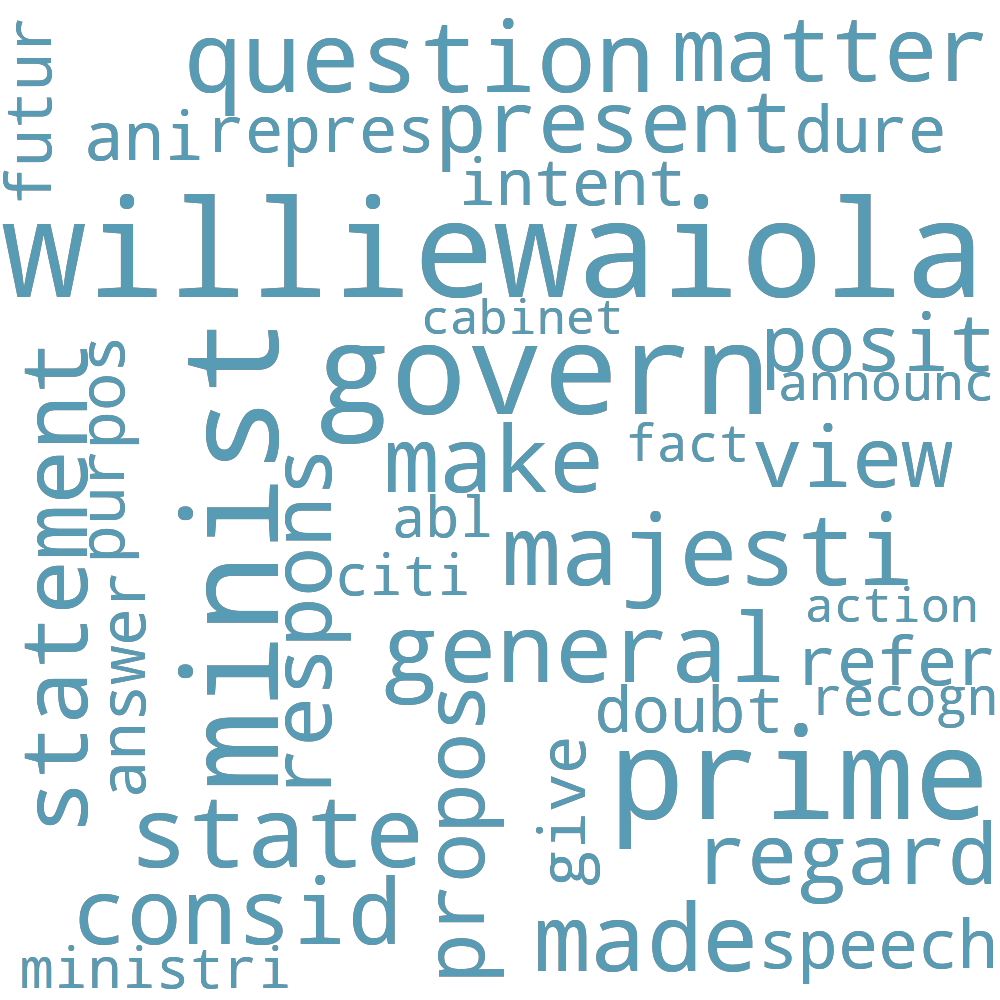 question
matter
futur
ani
repres
present
dure
intent
williewaiola
cabinet
govern
posit
announc
statement
purpos
minist
make
fact
view
respons
abl
majesti
citi
action
answer
general
refer
recogn
doubt
propos
give
prime
state
regard
consid
made
speech
ministri